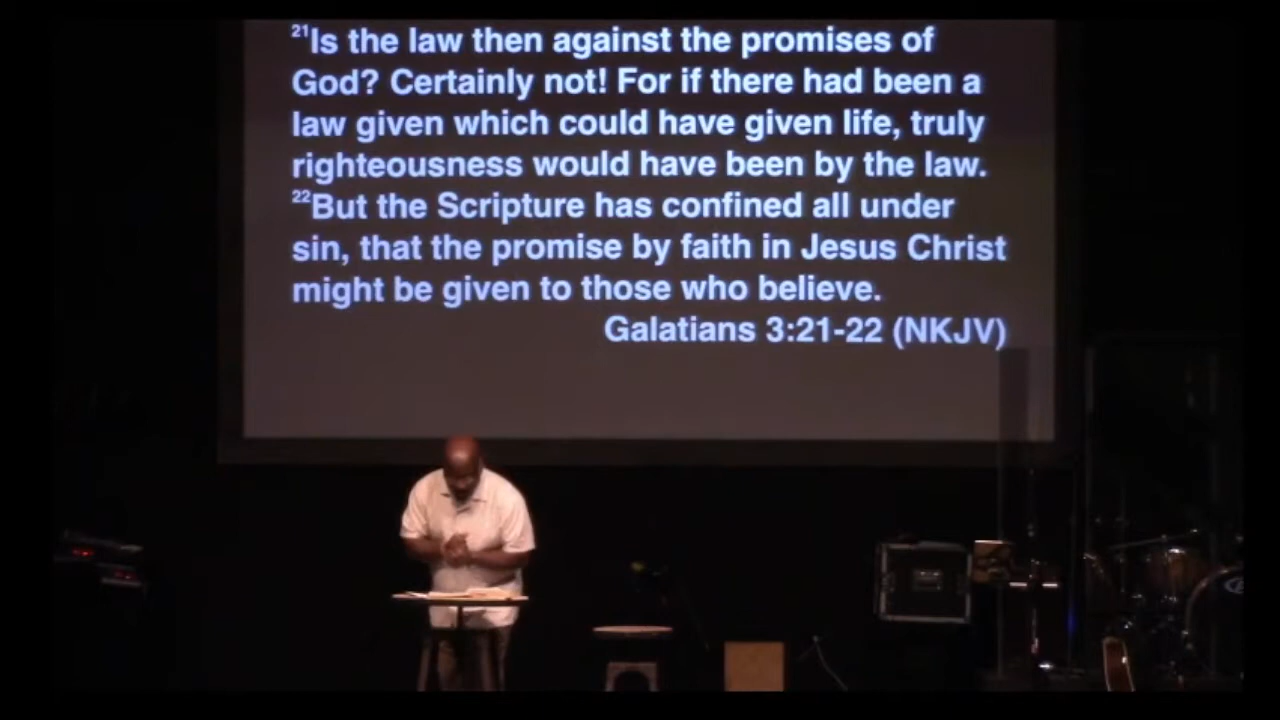 ²¹Is the law then against the promises of
God? Certainly not! For if there had been a
law given which could have given life, truly
righteousness would have been by the law.
²²But the Scripture has confined all under
sin, that the promise by faith in Jesus Christ
might be given to those who believe.
Galatians 3:21-22 (NKJV)